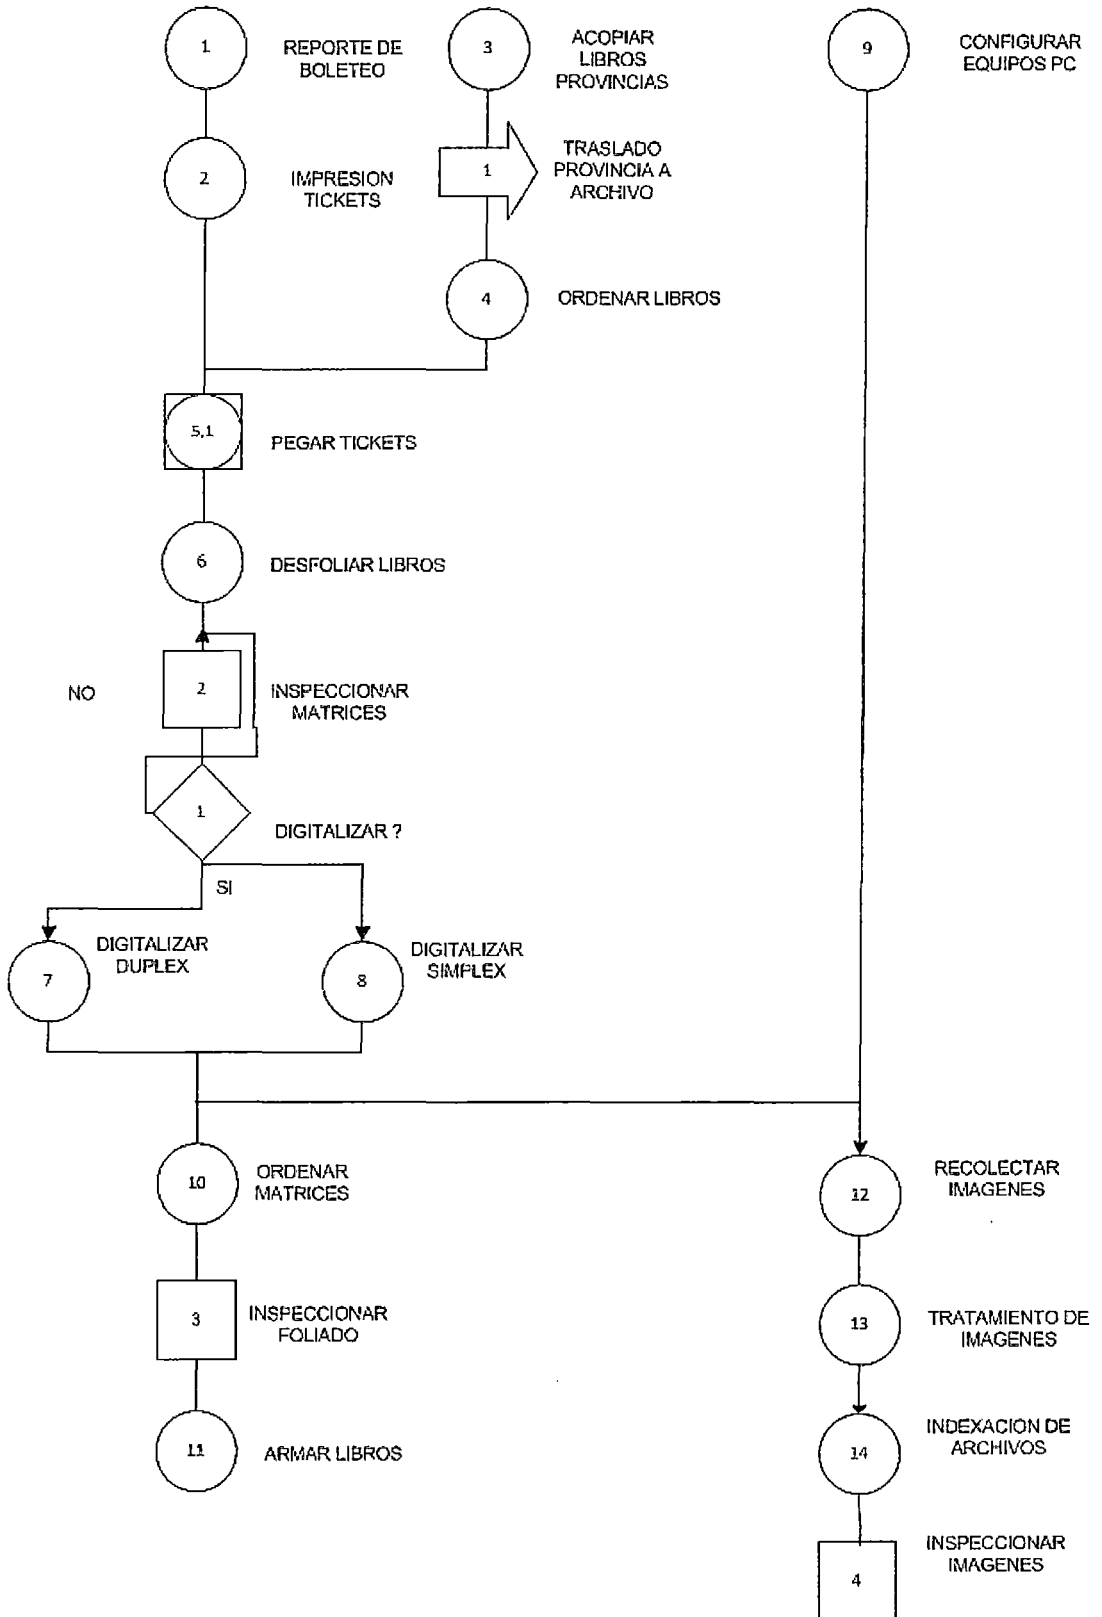 1
REPORTE DE
BOLETEO
3
ACOPIAR
LIBROS
PROVINCIAS
9
CONFIGURAR
EQUIPOS PC
2
IMPRESION
TICKETS
1
TRASLADO
PROVINCIA A
ARCHIVO
4
ORDENAR LIBROS
5,1
PEGAR TICKETS
6
DESFOLIAR LIBROS
NO
2
INSPECCIONAR
MATRICES
1
DIGITALIZAR ?
SI
7
DIGITALIZAR
DUPLEX
8
DIGITALIZAR
SIMPLEX
10
ORDENAR
MATRICES
12
RECOLECTAR
IMAGENES
3
INSPECCIONAR
FOLIADO
13
TRATAMIENTO DE
IMAGENES
11
ARMAR LIBROS
14
INDEXACION DE
ARCHIVOS
4
INSPECCIONAR
IMAGENES